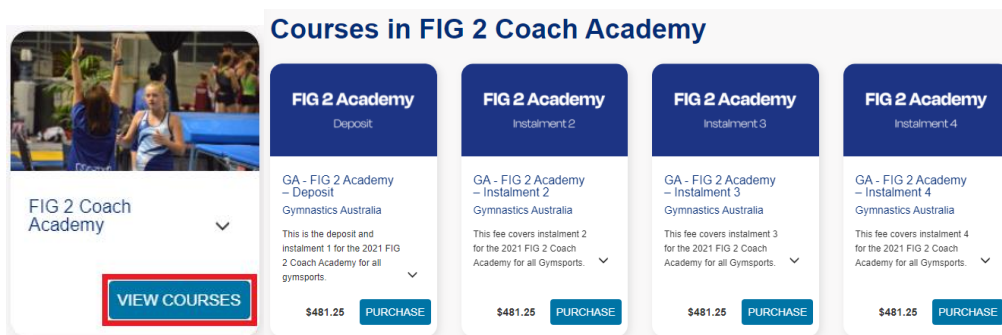 FIG 2 Coach
Academy
VIEW COURSES
Courses in FIG 2 Coach Academy
FIG 2 Academy
Deposit
GA - FIG 2 Academy
– Deposit
Gymnastics Australia
This is the deposit and
instalment 1 for the 2021 FIG
2 Coach Academy for all
gymsports.
$481.25 PURCHASE
FIG 2 Academy
Instalment 2
GA - FIG 2 Academy
– Instalment 2
Gymnastics Australia
This fee covers instalment 2
for the 2021 FIG 2 Coach
Academy for all Gymsports.
$481.25 PURCHASE
FIG 2 Academy
Instalment 3
GA - FIG 2 Academy
– Instalment 3
Gymnastics Australia
This fee covers instalment 3
for the 2021 FIG 2 Coach
Academy for all Gymsports.
$481.25 PURCHASE
FIG 2 Academy
Instalment 4
GA - FIG 2 Academy
– Instalment 4
Gymnastics Australia
This fee covers instalment 4
for the 2021 FIG 2 Coach
Academy for all Gymsports.
$481.25 PURCHASE